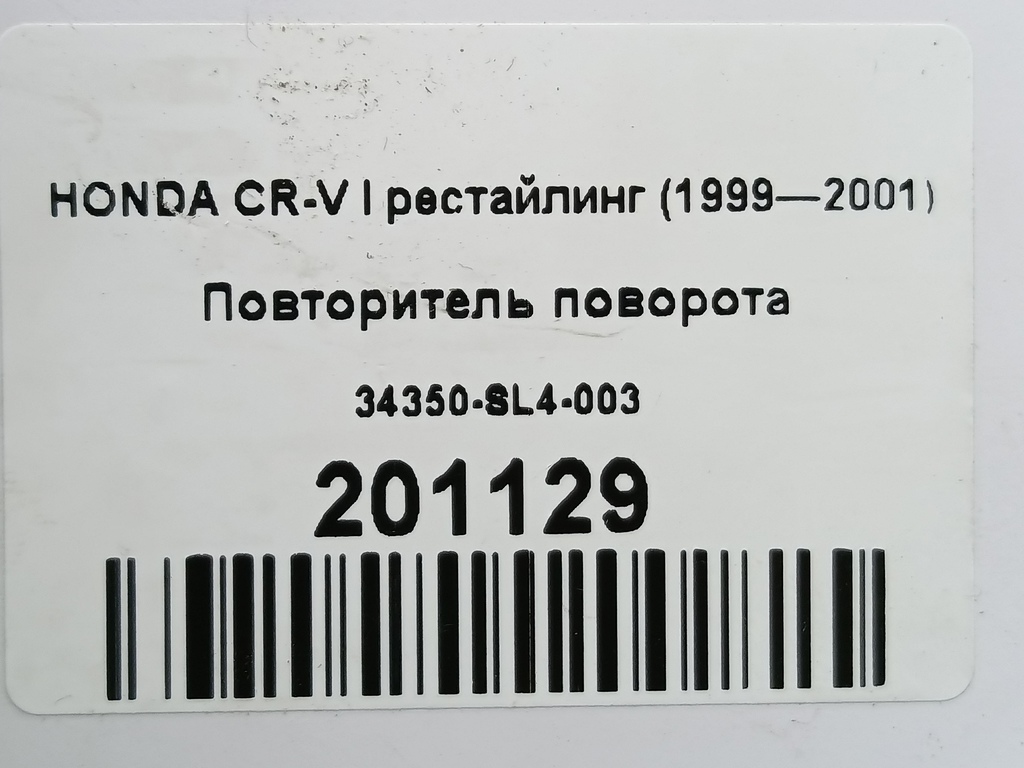 HONDA CR-V I рестайлинг (1999—2001)
Повторитель поворота
34350-SL4-003
201129